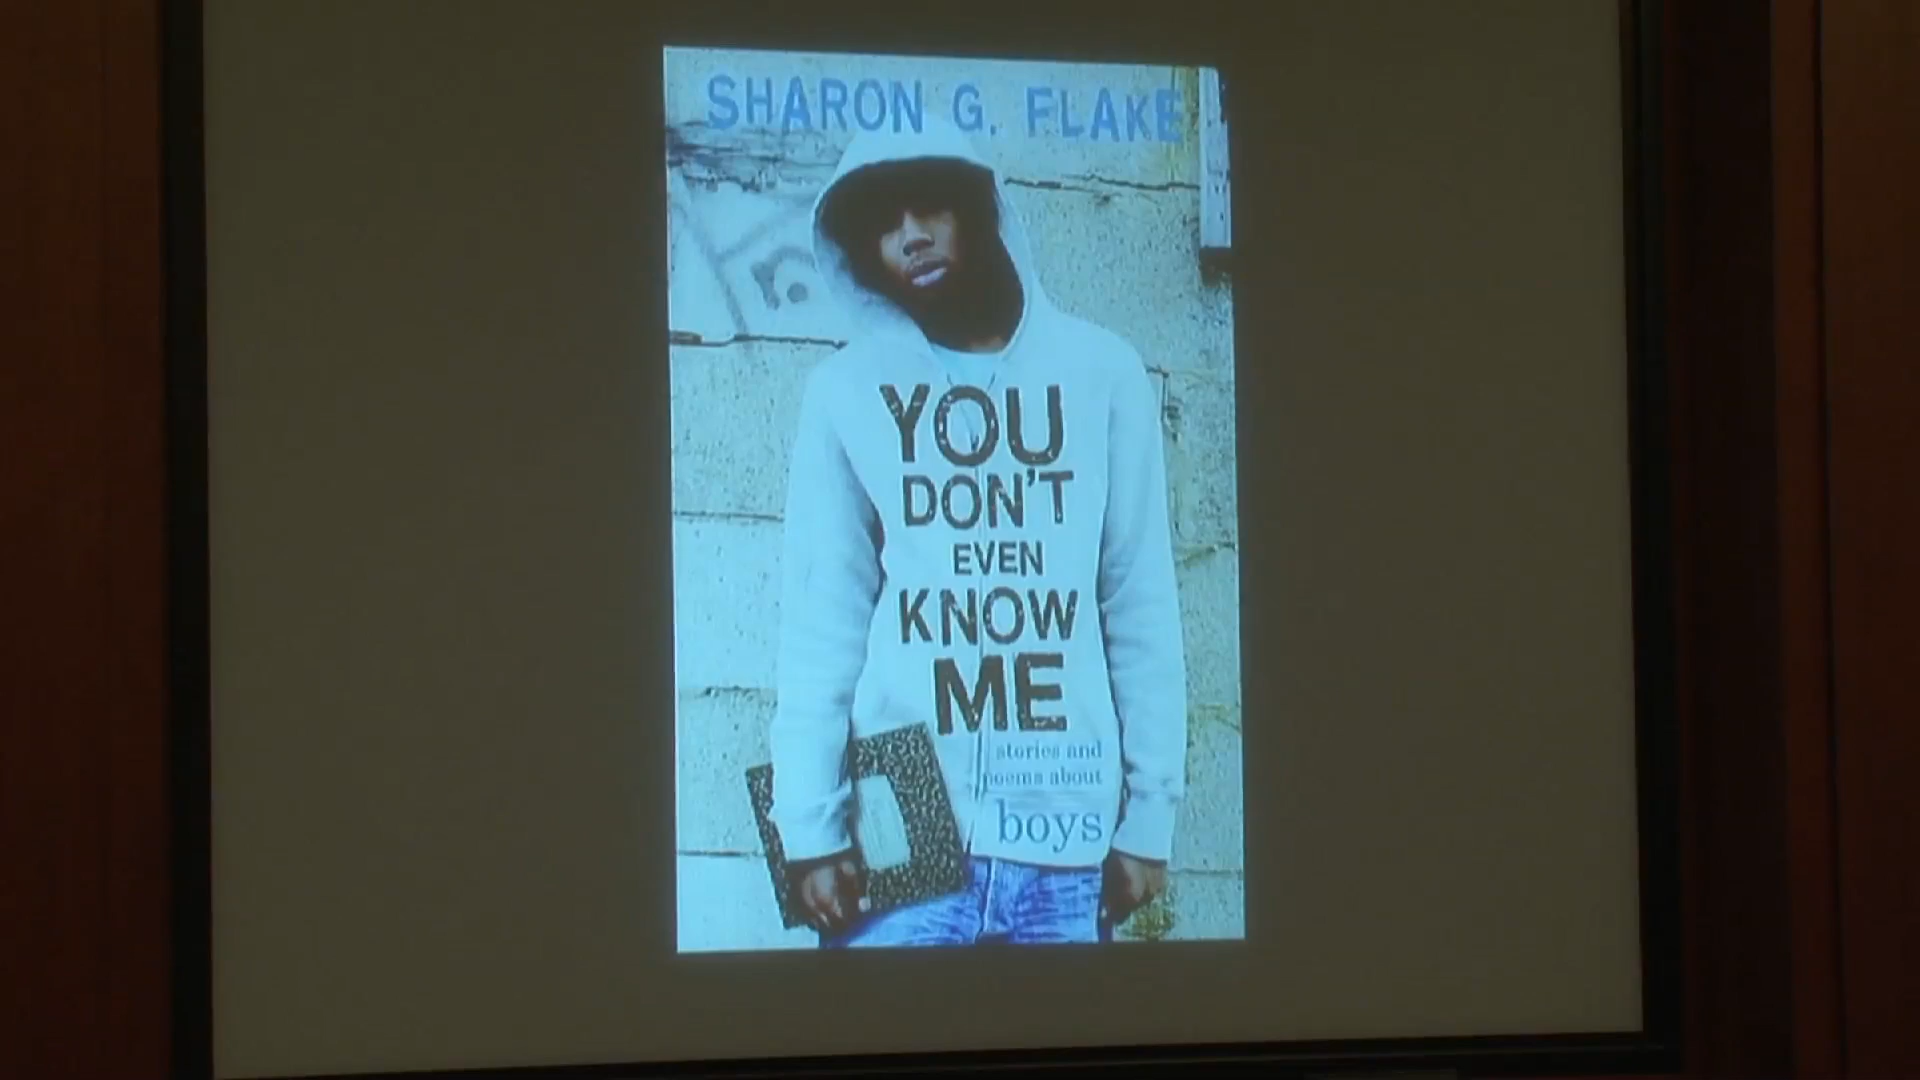 SHARON G. FLAKE
YOU
DON'T
EVEN
KNOW
ME
stories and
poems about
boys